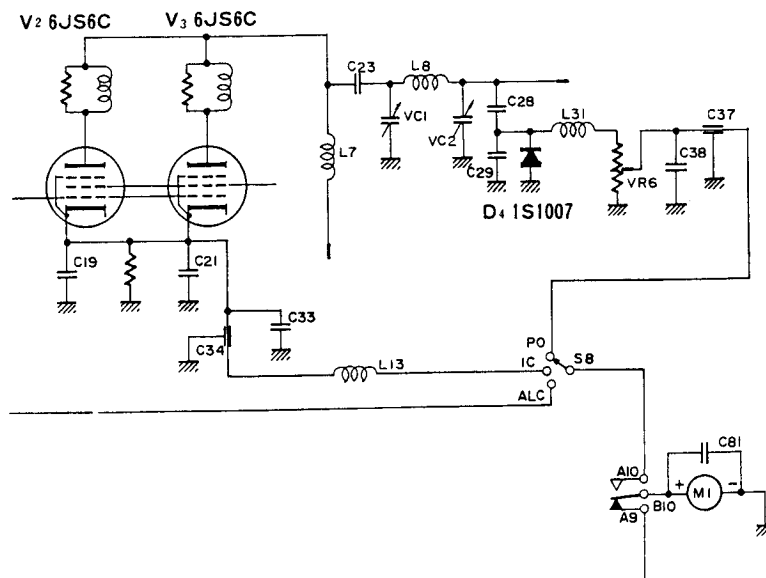 V2 6JS6C V3 6JS6C
C23 L8
VC1 VC2 C28 L31 C37
L7 C29 VR6 C38
D4 1S1007
C19 C21
C33
C34
L13
PO
IC S8
ALC
C81
A10
+ M1 -
B10
A9